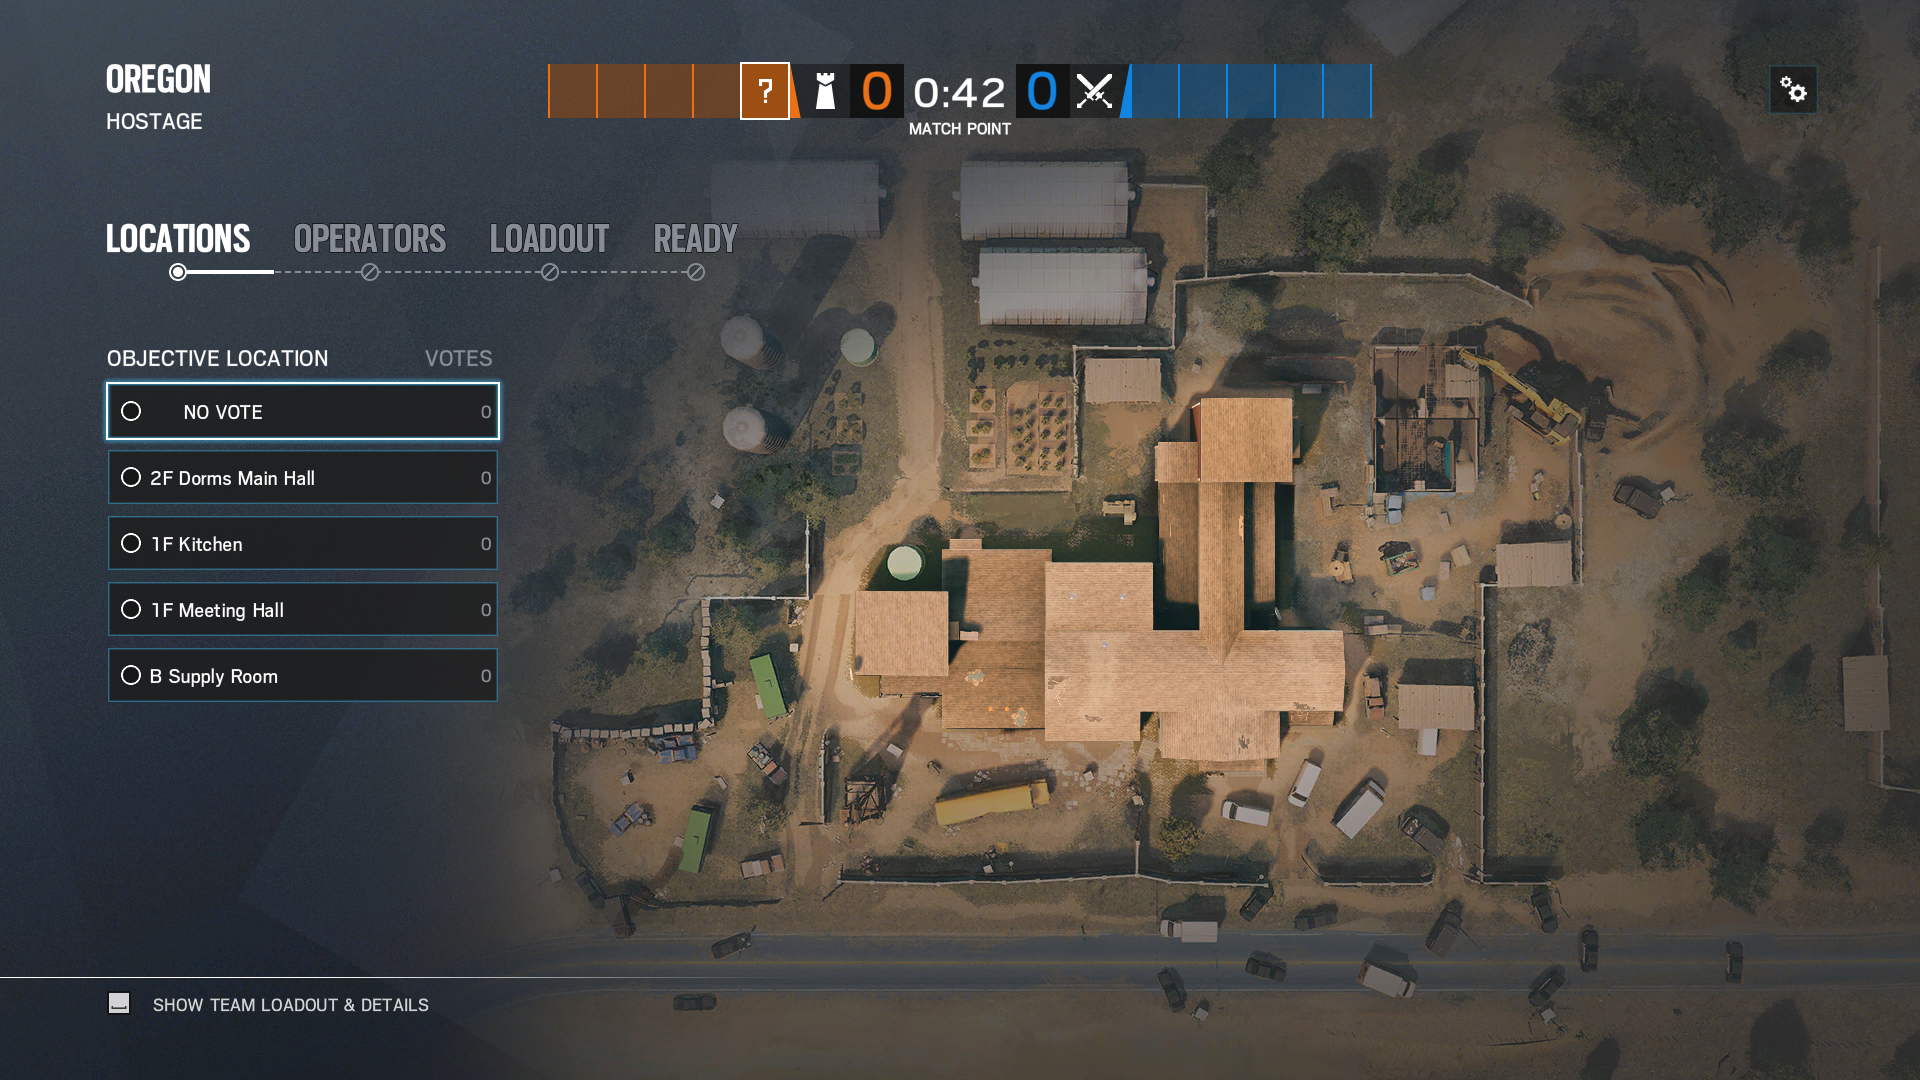 OREGON
HOSTAGE
?
0
0:42
0
MATCH POINT
LOCATIONS
OPERATORS
LOADOUT
READY
OBJECTIVE LOCATION
VOTES
NO VOTE
0
2F Dorms Main Hall
0
1F Kitchen
0
1F Meeting Hall
0
B Supply Room
0
SHOW TEAM LOADOUT & DETAILS